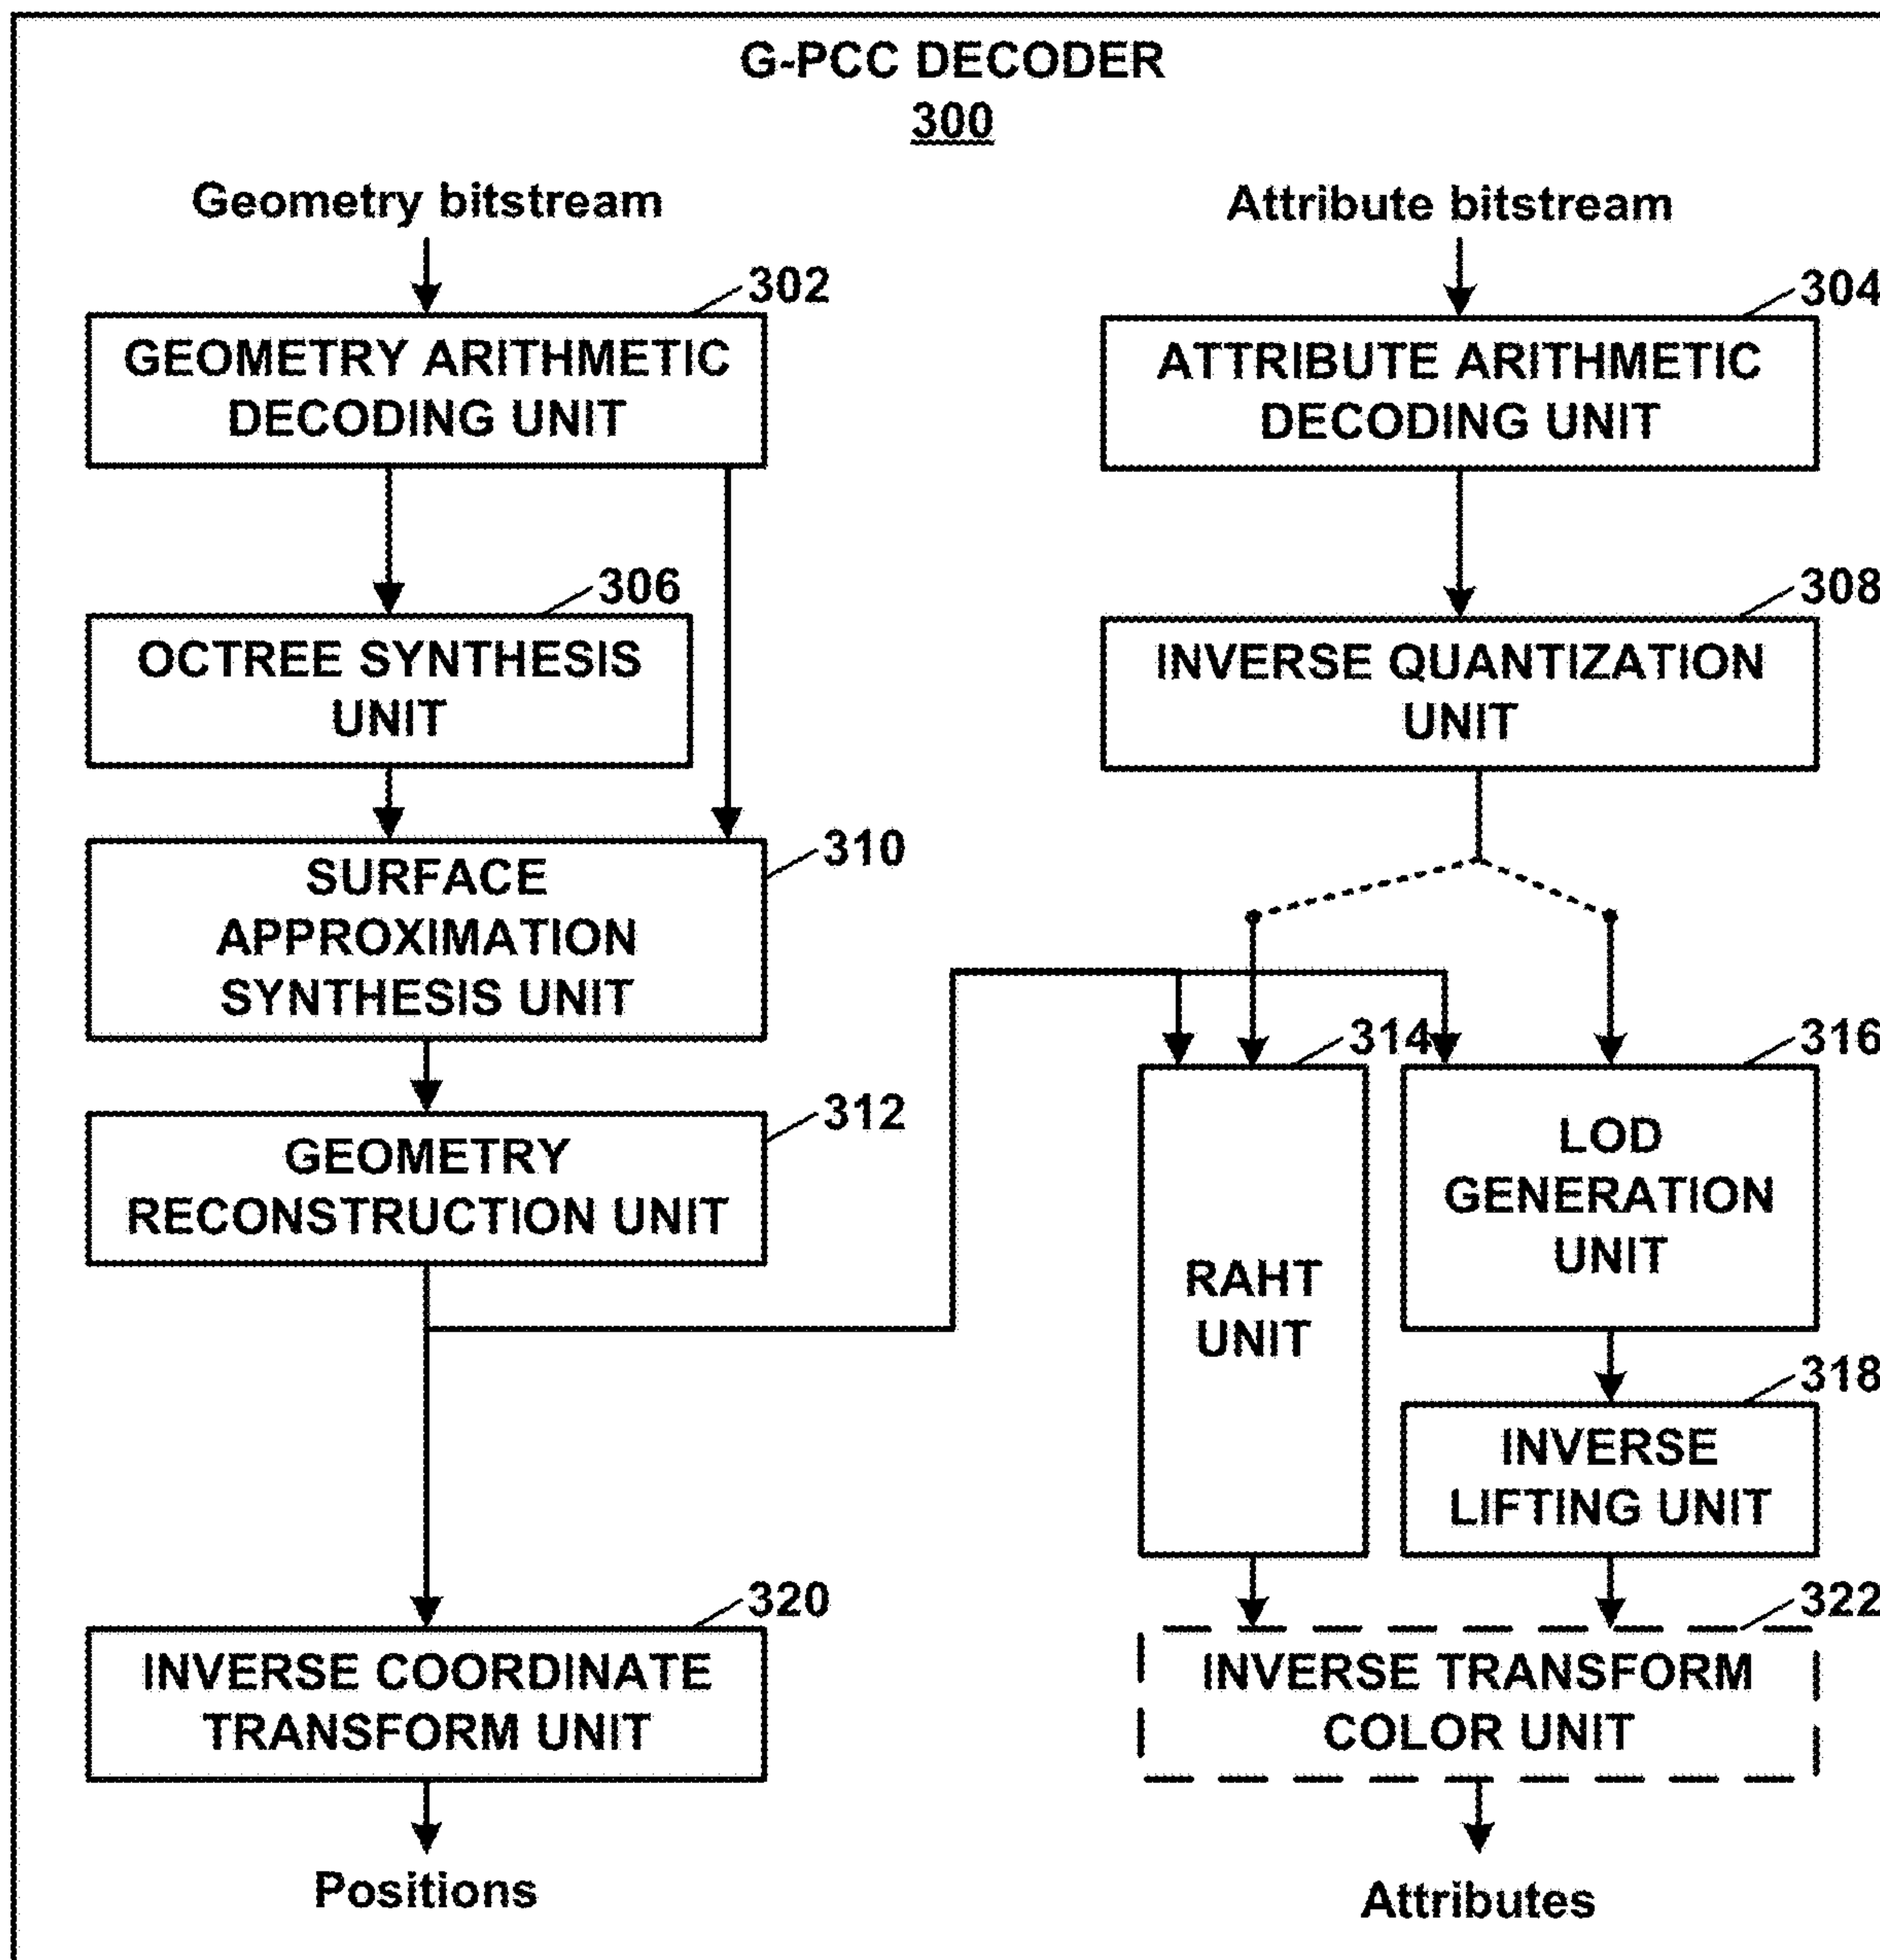 G-PCC DECODER
300
Geometry bitstream
Attribute bitstream
302
304
GEOMETRY ARITHMETIC
DECODING UNIT
ATTRIBUTE ARITHMETIC
DECODING UNIT
306
308
OCTREE SYNTHESIS
UNIT
INVERSE QUANTIZATION
UNIT
310
SURFACE
APPROXIMATION
SYNTHESIS UNIT
314
316
312
GEOMETRY
RECONSTRUCTION UNIT
RAHT
UNIT
LOD
GENERATION
UNIT
318
INVERSE
LIFTING UNIT
320
322
INVERSE COORDINATE
TRANSFORM UNIT
INVERSE TRANSFORM
COLOR UNIT
Positions
Attributes